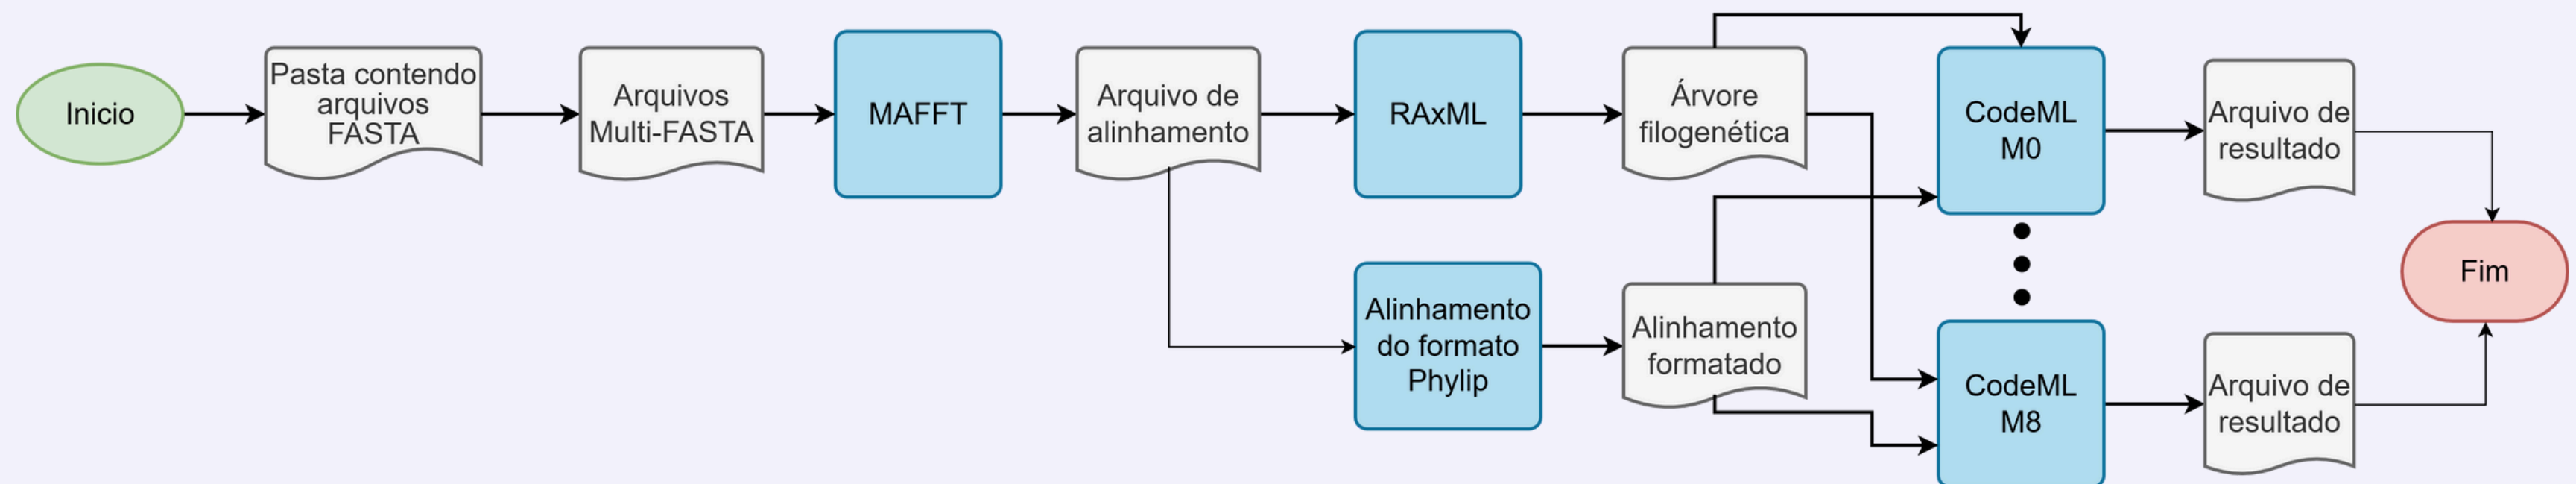 Inicio
Pasta contendo
arquivos
FASTA
Arquivos
Multi-FASTA
MAFFT
Arquivo de
alinhamento
RAxML
Árvore
filogenética
CodeML
M0
Arquivo de
resultado
Fim
Alinhamento
do formato
Phylip
Alinhamento
formatado
CodeML
M8
Arquivo de
resultado